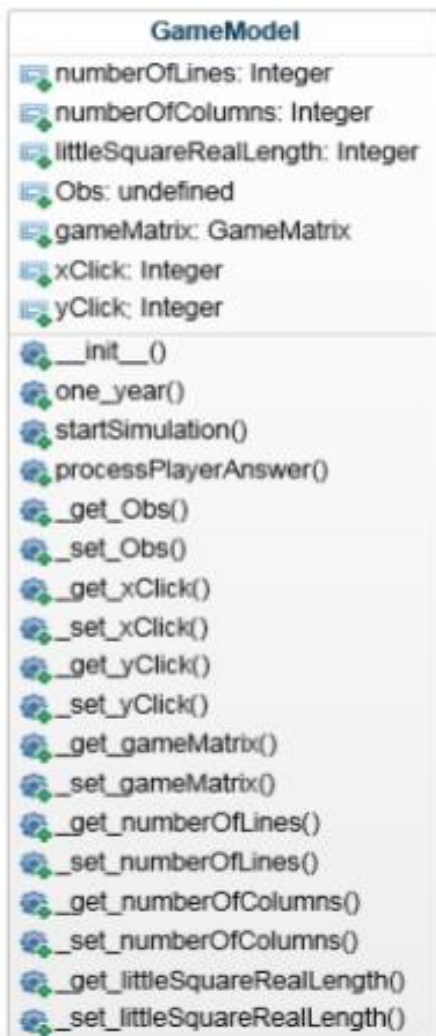 GameModel
numberOfLines: Integer
numberOfColumns: Integer
littleSquareRealLength: Integer
Obs: undefined
gameMatrix: GameMatrix
xClick: Integer
yClick: Integer
__init__()
one_year()
startSimulation()
processPlayerAnswer()
_get_Obs()
_set_Obs()
_get_xClick()
_set_xClick()
_get_yClick()
_set_yClick()
_get_gameMatrix()
_set_gameMatrix()
_get_numberOfLines()
_set_numberOfLines()
_get_numberOfColumns()
_set_numberOfColumns()
_get_littleSquareRealLength()
_set_littleSquareRealLength()